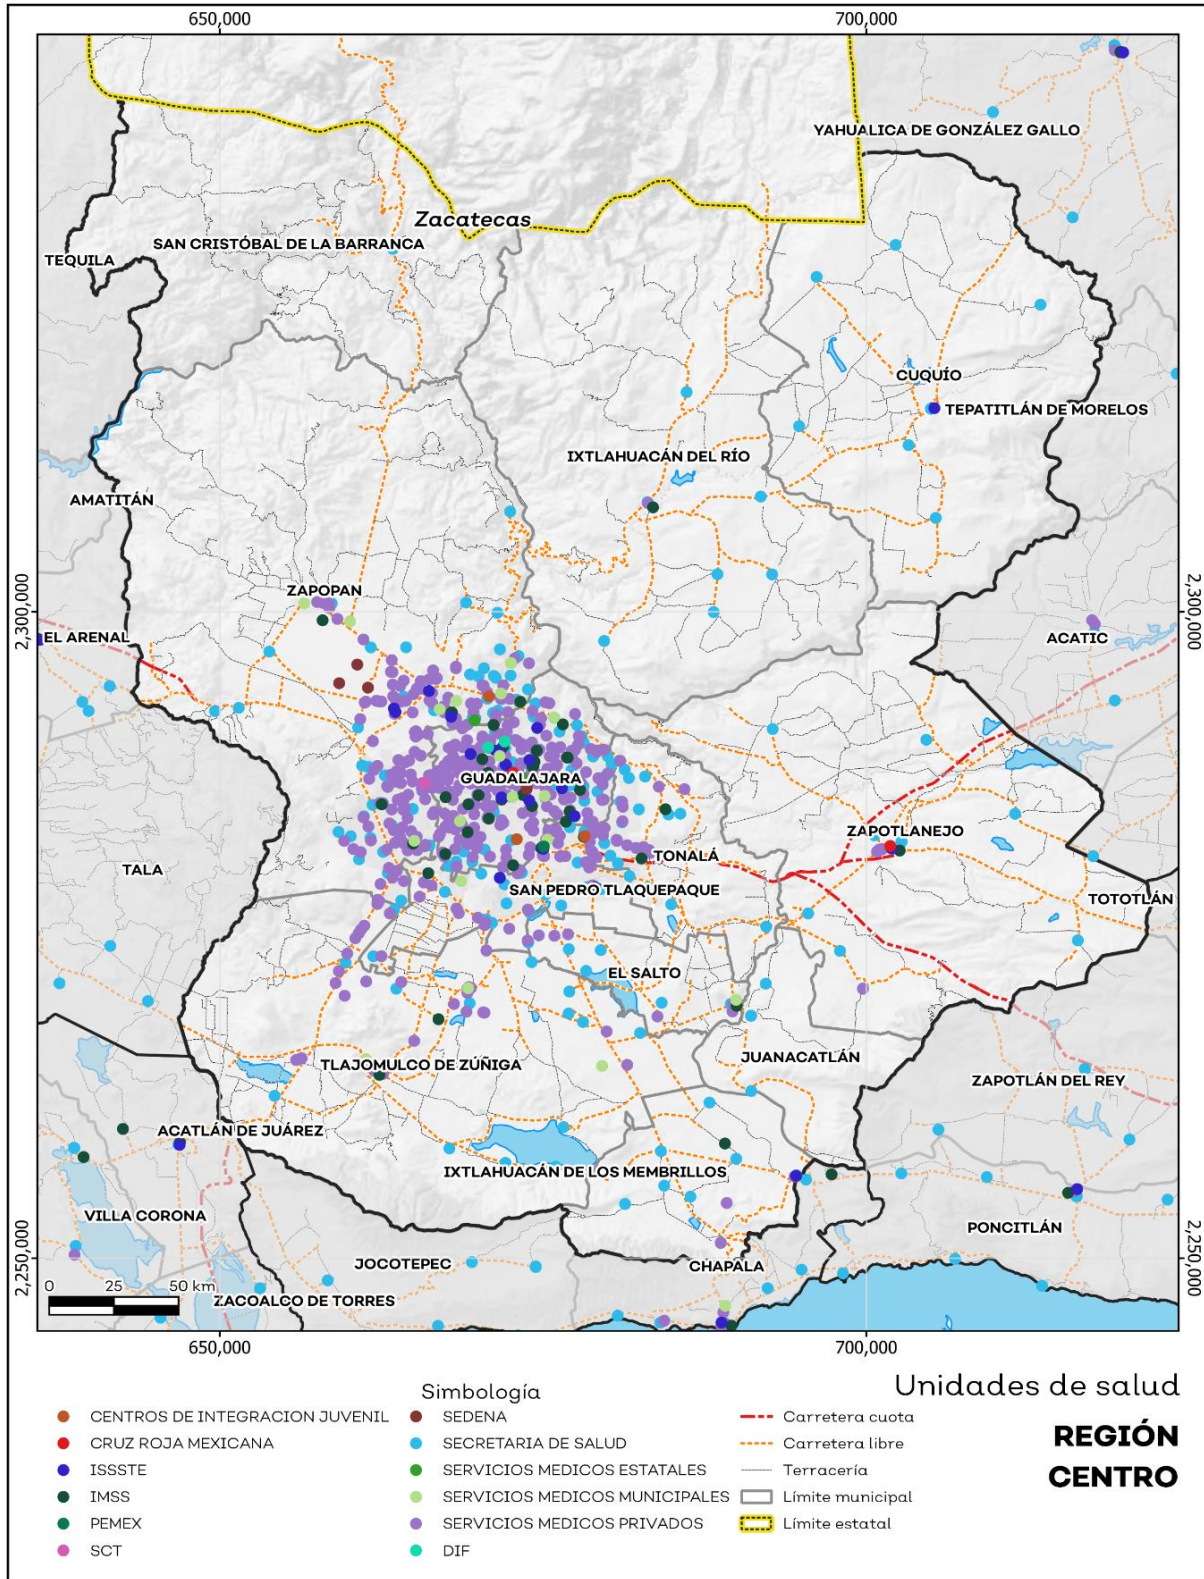 650,000
700,000
YAHUALICA DE GONZÁLEZ GALLO
Zacatecas
SAN CRISTÓBAL DE LA BARRANCA
TEQUILA
CUQUÍO
TEPATITLÁN DE MORELOS
IXTLAHUACÁN DEL RÍO
AMATITÁN
ZAPOPAN
2,300,000
2,300,000
EL ARENAL
ACATIC
GUADALAJARA
ZAPOTLANEJO
TONALÁ
TALA
SAN PEDRO TLAQUEPAQUE
TOTOTLÁN
EL SALTO
JUANACATLÁN
TLAJOMULCO DE ZÚÑIGA
ZAPOTLÁN DEL REY
ACATLÁN DE JUÁREZ
IXTLAHUACÁN DE LOS MEMBRILLOS
VILLA CORONA
PONCITLÁN
2,250,000
2,250,000
JOCOTEPEC
CHAPALA
0 25 50 km
ZACOALCO DE TORRES
650,000
700,000
Unidades de salud
REGIÓN
CENTRO
Simbología
CENTROS DE INTEGRACION JUVENIL
CRUZ ROJA MEXICANA
ISSSTE
IMSS
PEMEX
SCT
SEDENA
SECRETARIA DE SALUD
SERVICIOS MEDICOS ESTATALES
SERVICIOS MEDICOS MUNICIPALES
SERVICIOS MEDICOS PRIVADOS
DIF
Carretera cuota
Carretera libre
Terracería
Límite municipal
Límite estatal